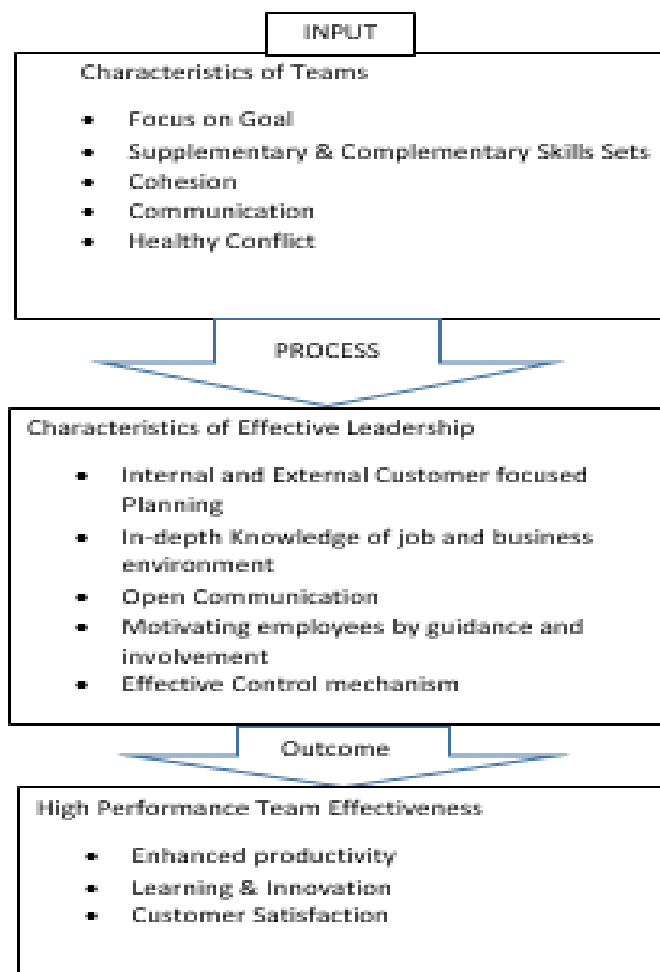 INPUT
Characteristics of Teams
• Focus on Goal
• Supplementary & Complementary Skills Sets
• Cohesion
• Communication
• Healthy Conflict
PROCESS
Characteristics of Effective Leadership
• Internal and External Customer focused
Planning
• In-depth Knowledge of job and business
environment
• Open Communication
• Motivating employees by guidance and
involvement
• Effective Control mechanism
Outcome
High Performance Team Effectiveness
• Enhanced productivity
• Learning & Innovation
• Customer Satisfaction